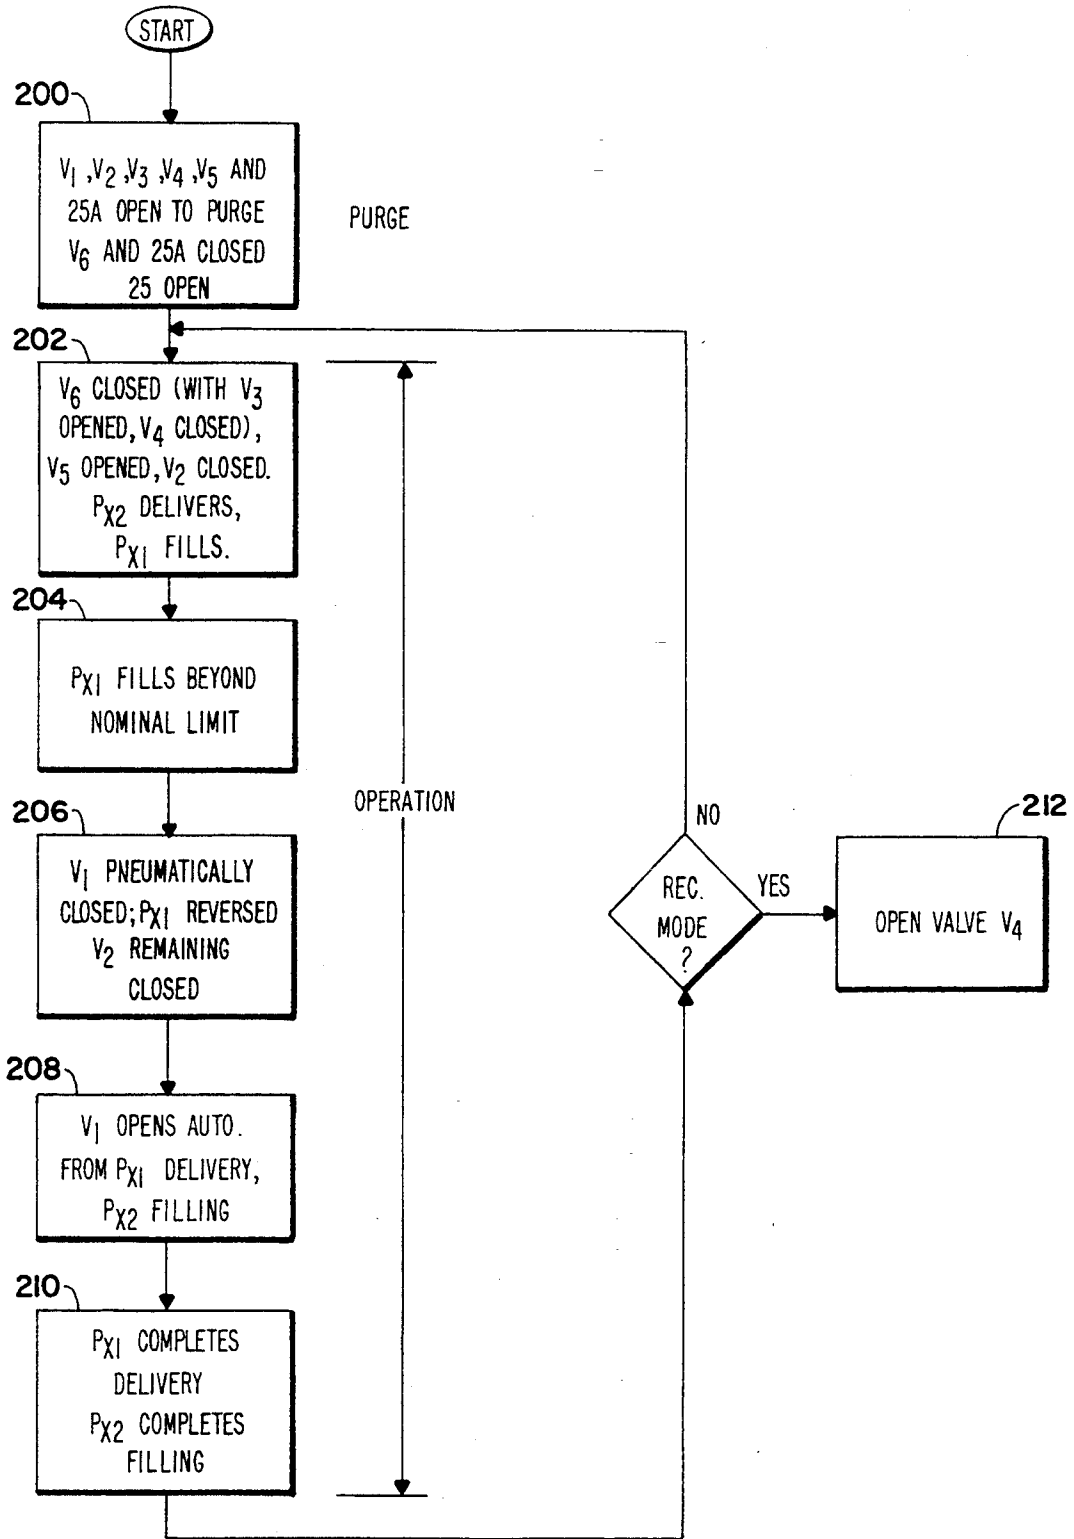 START
200
V1 ,V2 ,V3 ,V4 ,V5 AND
25A OPEN TO PURGE
V6 AND 25A CLOSED
25 OPEN
PURGE
202
V6 CLOSED (WITH V3
OPENED, V4 CLOSED),
V5 OPENED, V2 CLOSED.
PX2 DELIVERS,
PX1 FILLS.
204
PX1 FILLS BEYOND
NOMINAL LIMIT
OPERATION
206
V1 PNEUMATICALLY
CLOSED; PX1 REVERSED
V2 REMAINING
CLOSED
208
V1 OPENS AUTO.
FROM PX1 DELIVERY,
PX2 FILLING
210
PX1 COMPLETES
DELIVERY
PX2 COMPLETES
FILLING
NO
REC.
MODE
?
YES
212
OPEN VALVE V4